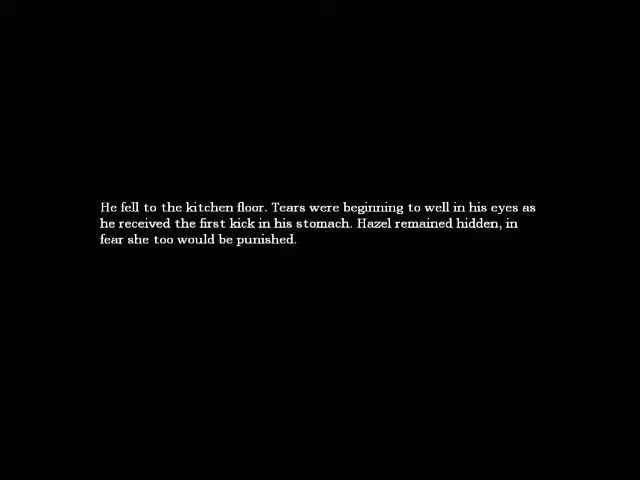 He fell to the kitchen floor. Tears were beginning to well in his eyes as
he received the first kick in his stomach. Hazel remained hidden, in
fear she too would be punished.